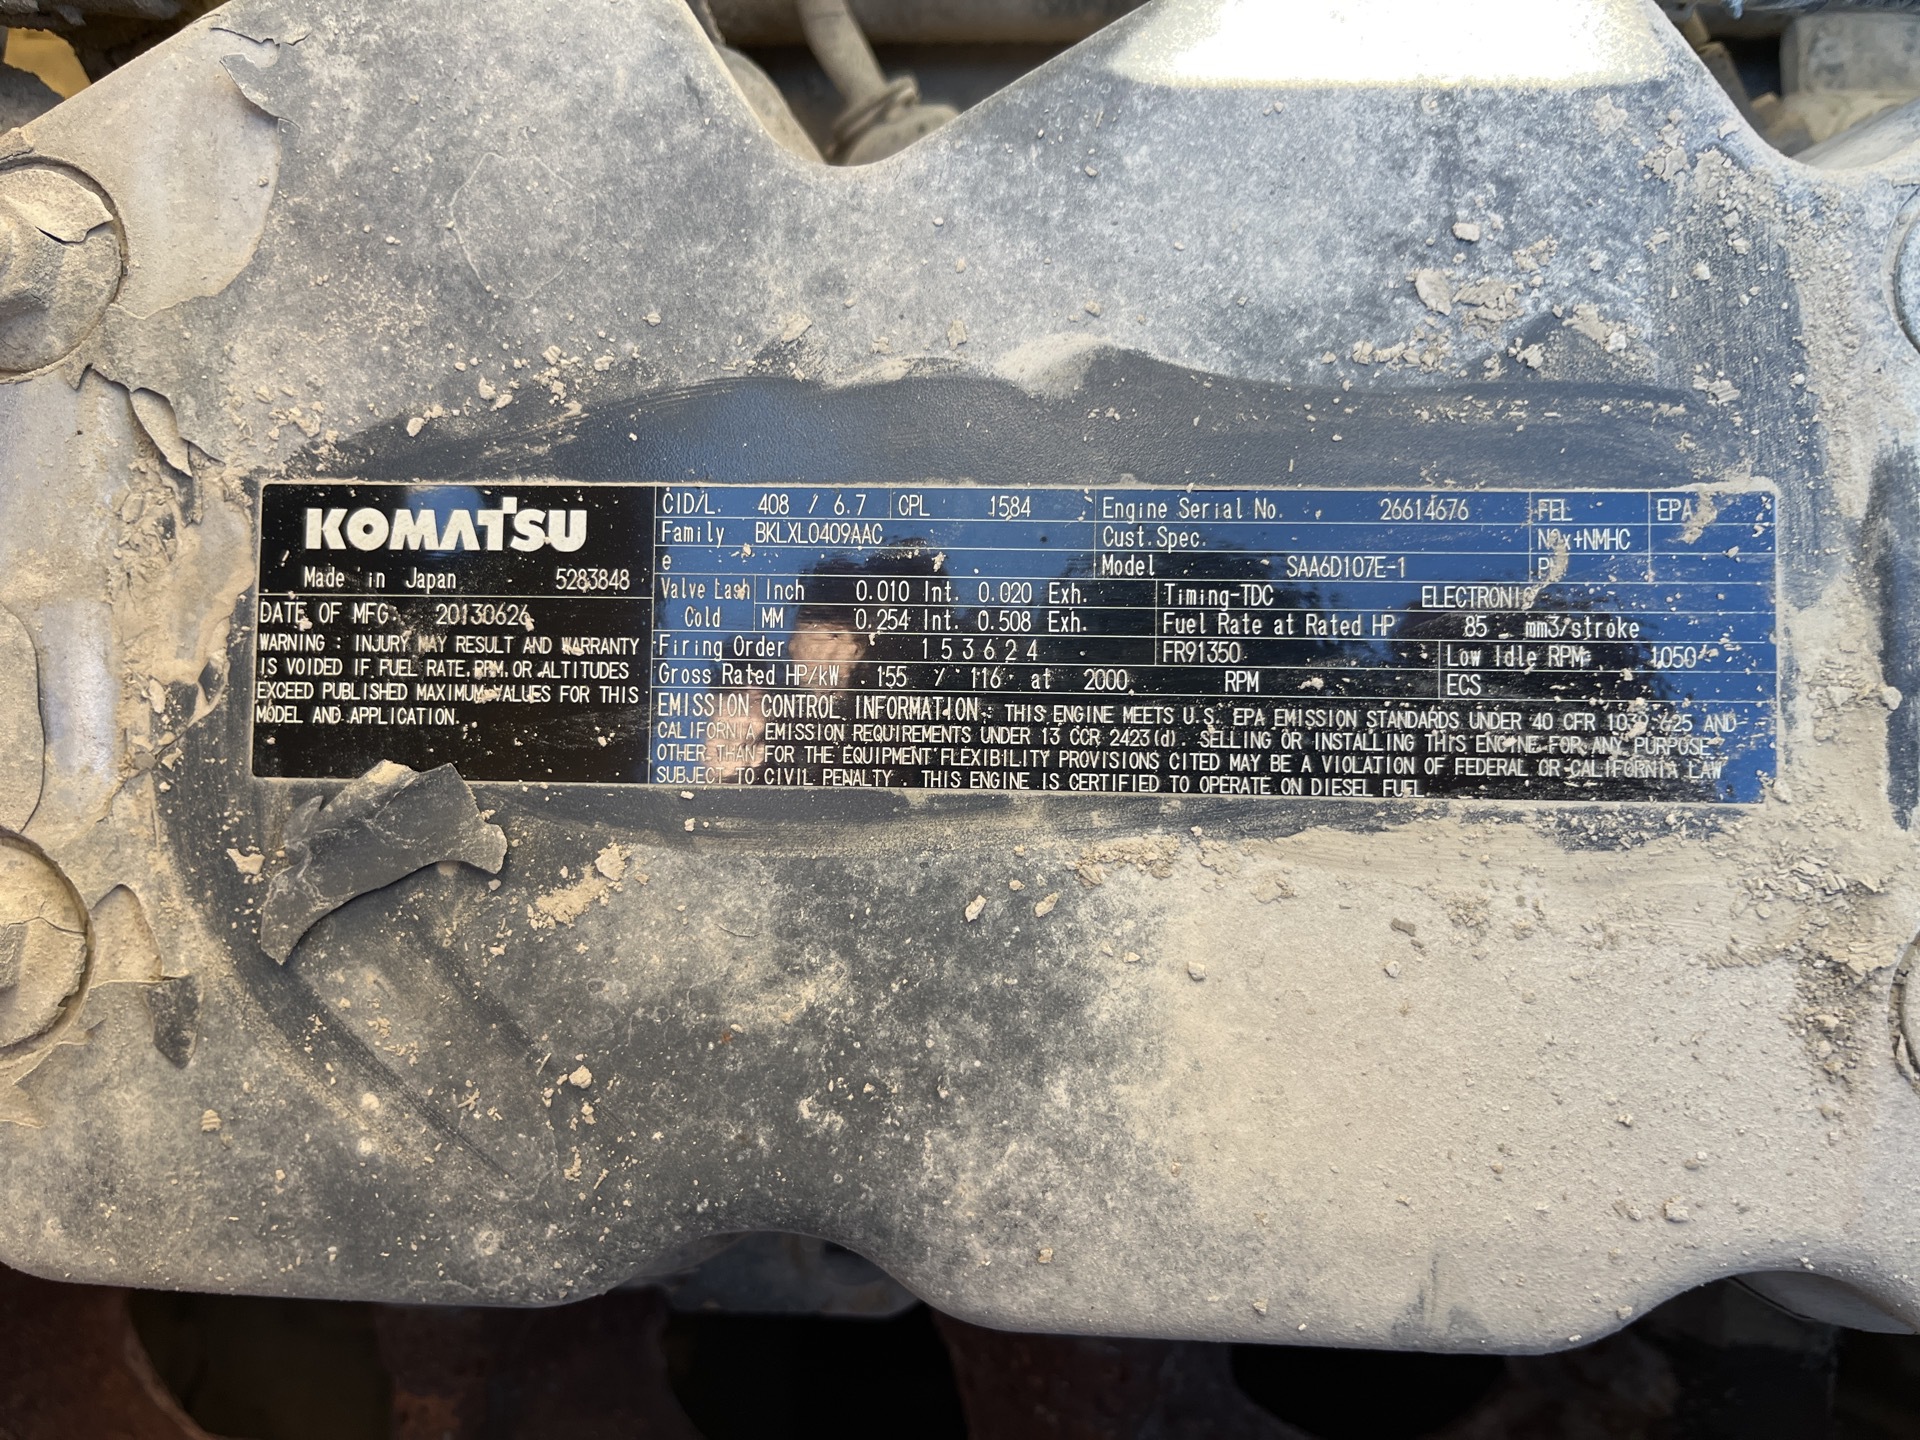 KOMATSU
Made in Japan 5283848
DATE OF MFG. 20130626
WARNING : INJURY MAY RESULT AND WARRANTY
IS VOIDED IF FUEL RATE, RPM, OR ALTITUDES
EXCEED PUBLISHED MAXIMUM VALUES FOR THIS
MODEL AND APPLICATION.
CID/L. 408 / 6.7 CPL 1584 Engine Serial No. 26614676 FEL EPA
Family BKLXL0409AAC Cust.Spec. NOx+NMHC
e Model SAA6D107E-1
Valve Lash Inch 0.010 Int. 0.020 Exh. Timing-TDC ELECTRONIC
Cold MM 0.254 Int. 0.508 Exh. Fuel Rate at Rated HP 85 mm3/stroke
Firing Order 1 5 3 6 2 4 FR91350 Low Idle RPM 1050
Gross Rated HP/kW 155 / 116 at 2000 RPM ECS
EMISSION CONTROL INFORMATION : THIS ENGINE MEETS U.S. EPA EMISSION STANDARDS UNDER 40 CFR 1039.625 AND
CALIFORNIA EMISSION REQUIREMENTS UNDER 13 CCR 2423(d). SELLING OR INSTALLING THIS ENGINE FOR ANY PURPOSE
OTHER THAN FOR THE EQUIPMENT FLEXIBILITY PROVISIONS CITED MAY BE A VIOLATION OF FEDERAL OR CALIFORNIA LAW
SUBJECT TO CIVIL PENALTY . THIS ENGINE IS CERTIFIED TO OPERATE ON DIESEL FUEL.